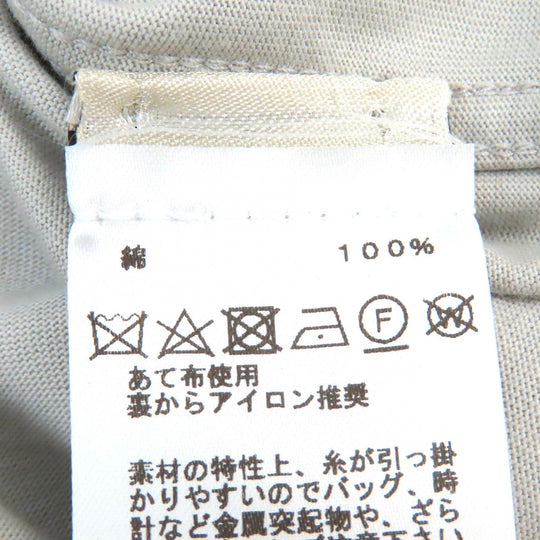 綿 100%
F W
あて布使用
裏からアイロン推奨
素材の特性上、糸が引っ掛
かりやすいのでバッグ、時
計など金属突起物や、ざら